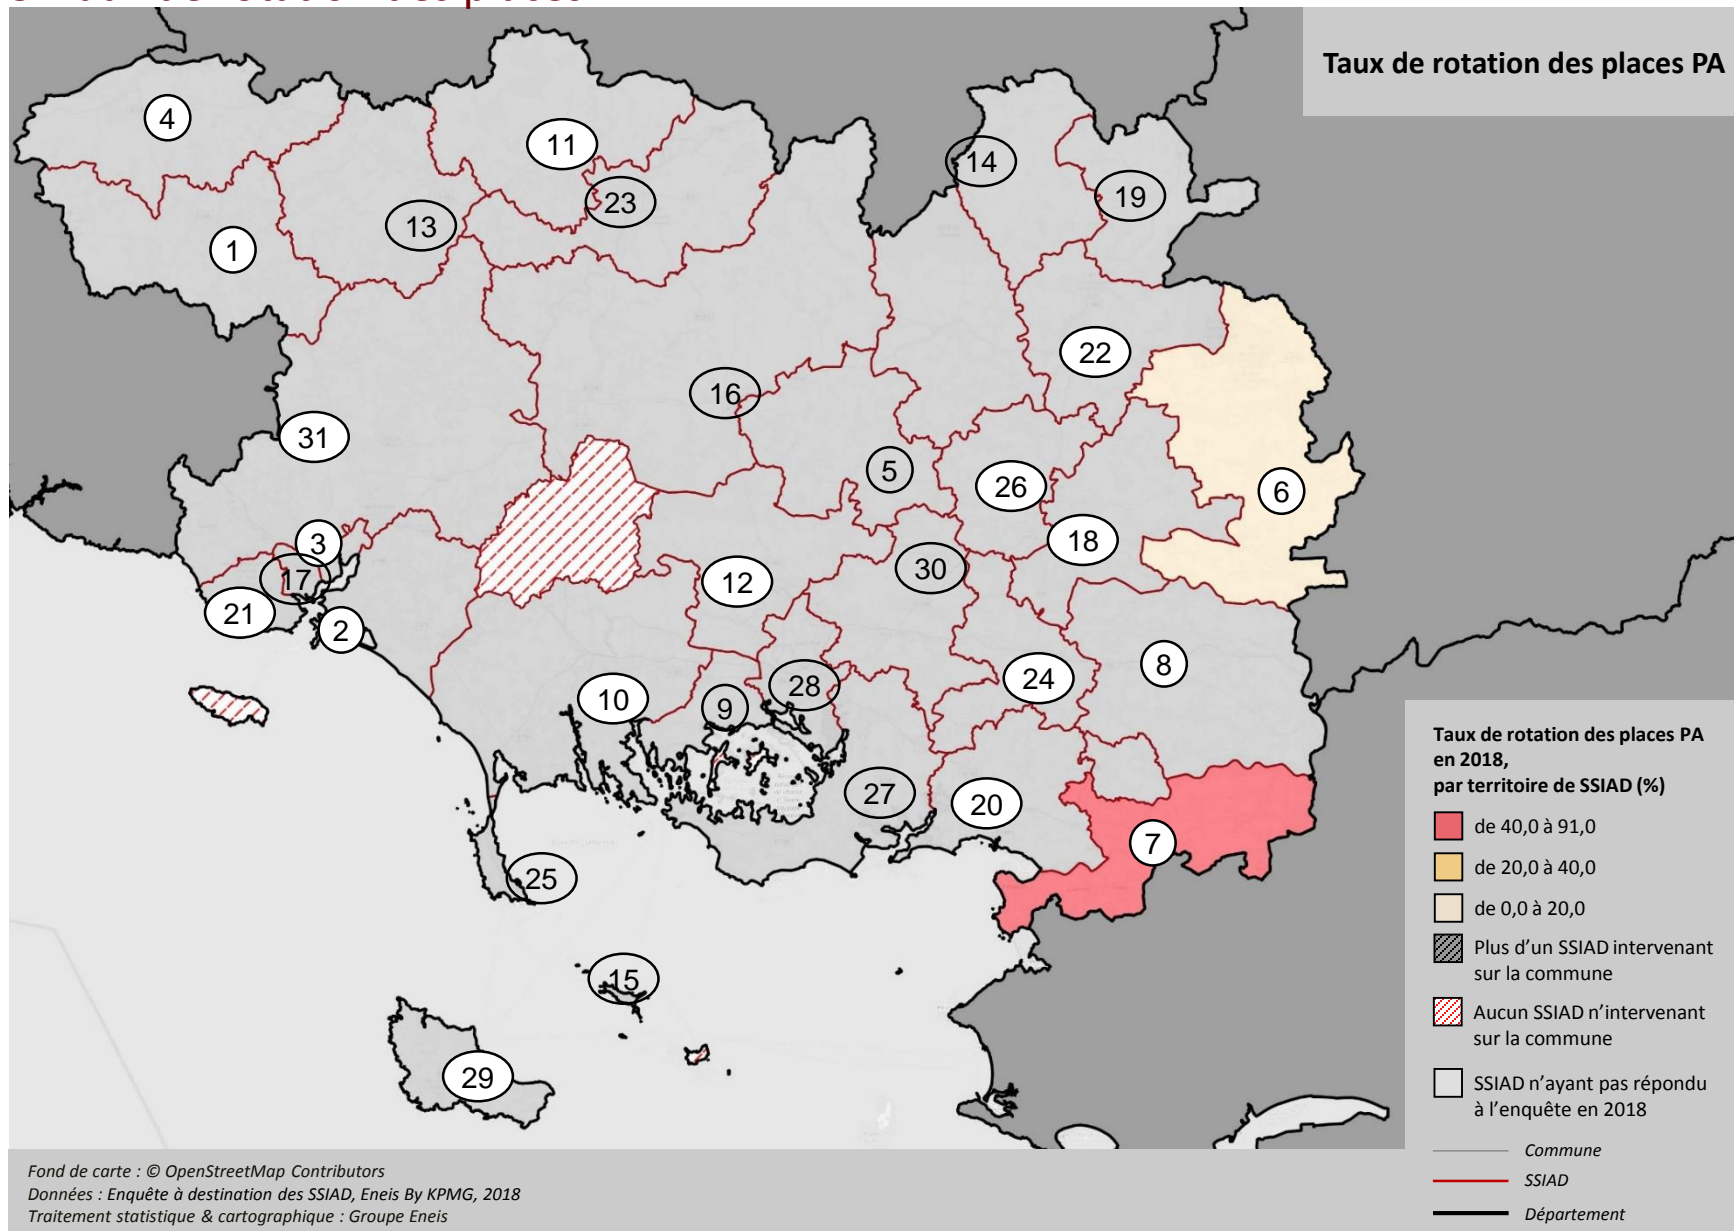 Taux de rotation des places PA
4
11
14
23
19
13
1
22
16
31
5
26
6
3
18
30
17
12
21
2
8
24
28
10
9
27
20
7
25
15
29
Taux de rotation des places PA
en 2018,
par territoire de SSIAD (%)
de 40,0 à 91,0
de 20,0 à 40,0
de 0,0 à 20,0
Plus d'un SSIAD intervenant
sur la commune
Aucun SSIAD n'intervenant
sur la commune
SSIAD n'ayant pas répondu
à l'enquête en 2018
Commune
SSIAD
Département
Fond de carte : © OpenStreetMap Contributors
Données : Enquête à destination des SSIAD, Eneis By KPMG, 2018
Traitement statistique & cartographique : Groupe Eneis